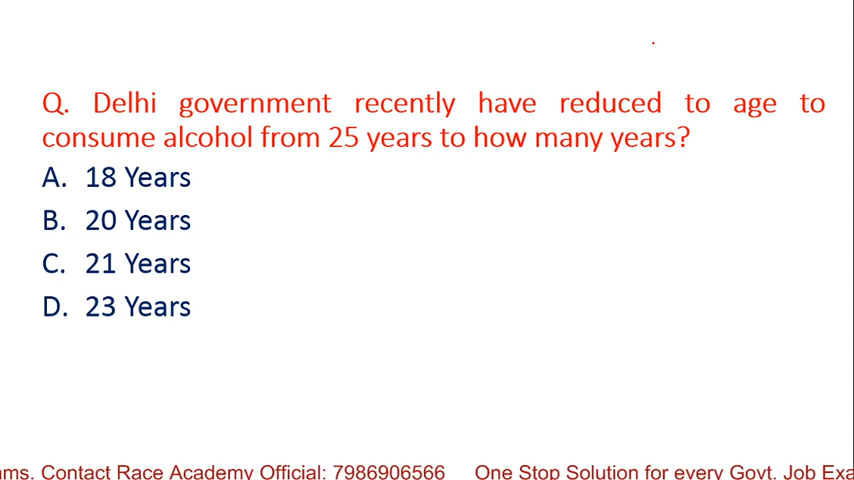 Q. Delhi government recently have reduced to age to
consume alcohol from 25 years to how many years?
A. 18 Years
B. 20 Years
C. 21 Years
D. 23 Years
ams. Contact Race Academy Official: 7986906566 One Stop Solution for every Govt. Job Exa